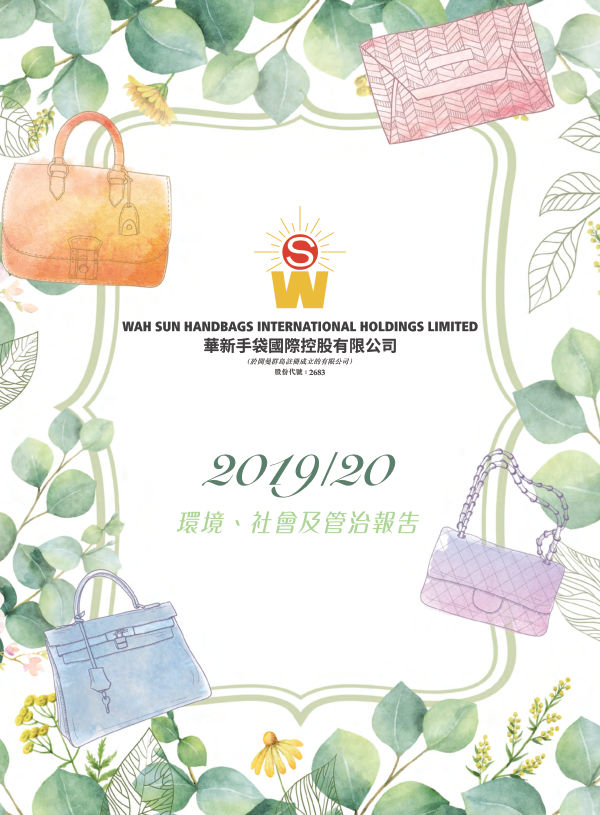 S
W
WAH SUN HANDBAGS INTERNATIONAL HOLDINGS LIMITED
華新手袋國際控股有限公司
(於開曼群島註冊成立的有限公司)
股份代號：2683
2019/20
環境、社會及管治報告